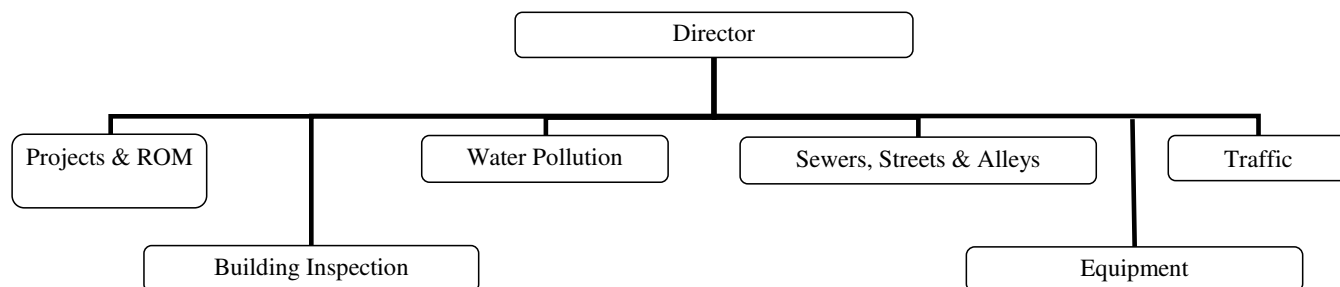 Director
Projects & ROM
Water Pollution
Sewers, Streets & Alleys
Traffic
Building Inspection
Equipment